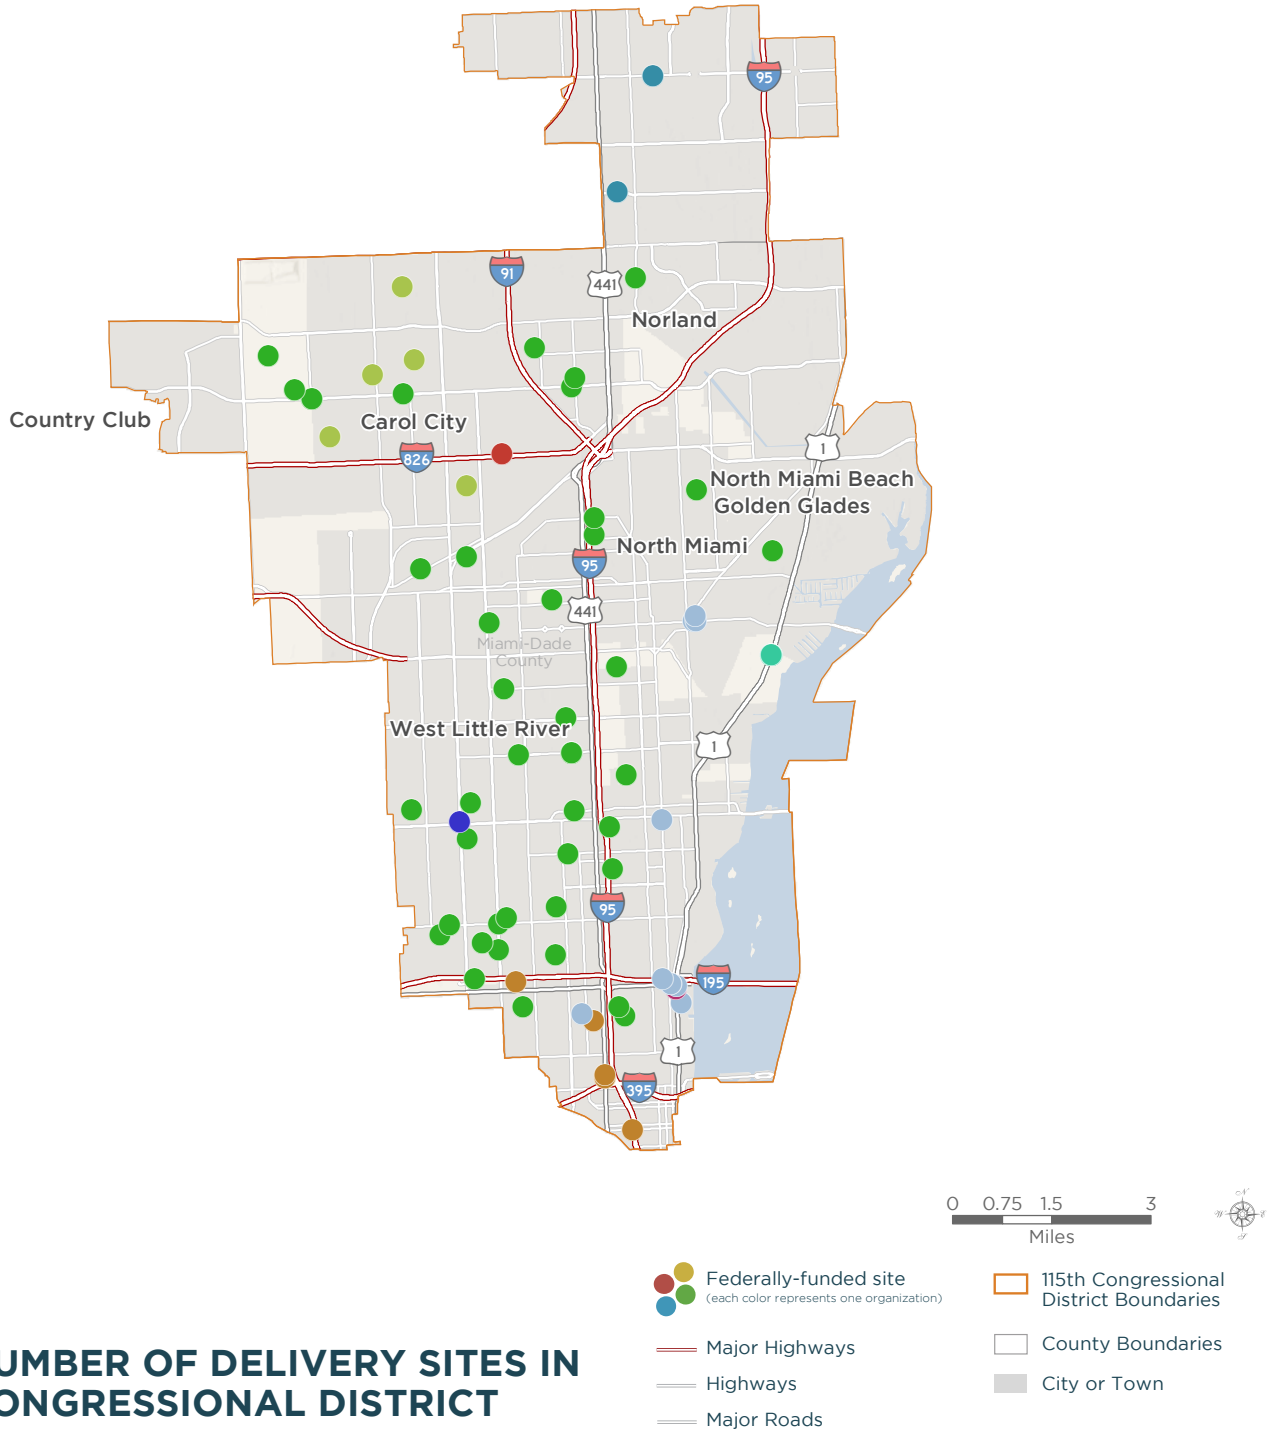 95
91
441
Norland
Country Club
Carol City
1
826
North Miami Beach
Golden Glades
North Miami
95
441
Miami-Dade
County
West Little River
1
95
195
1
395
0 0.75 1.5 3
Miles
N
W E
S
Federally-funded site
(each color represents one organization)
Major Highways
Highways
Major Roads
115th Congressional
District Boundaries
County Boundaries
City or Town
UMBER OF DELIVERY SITES IN
ONGRESSIONAL DISTRICT